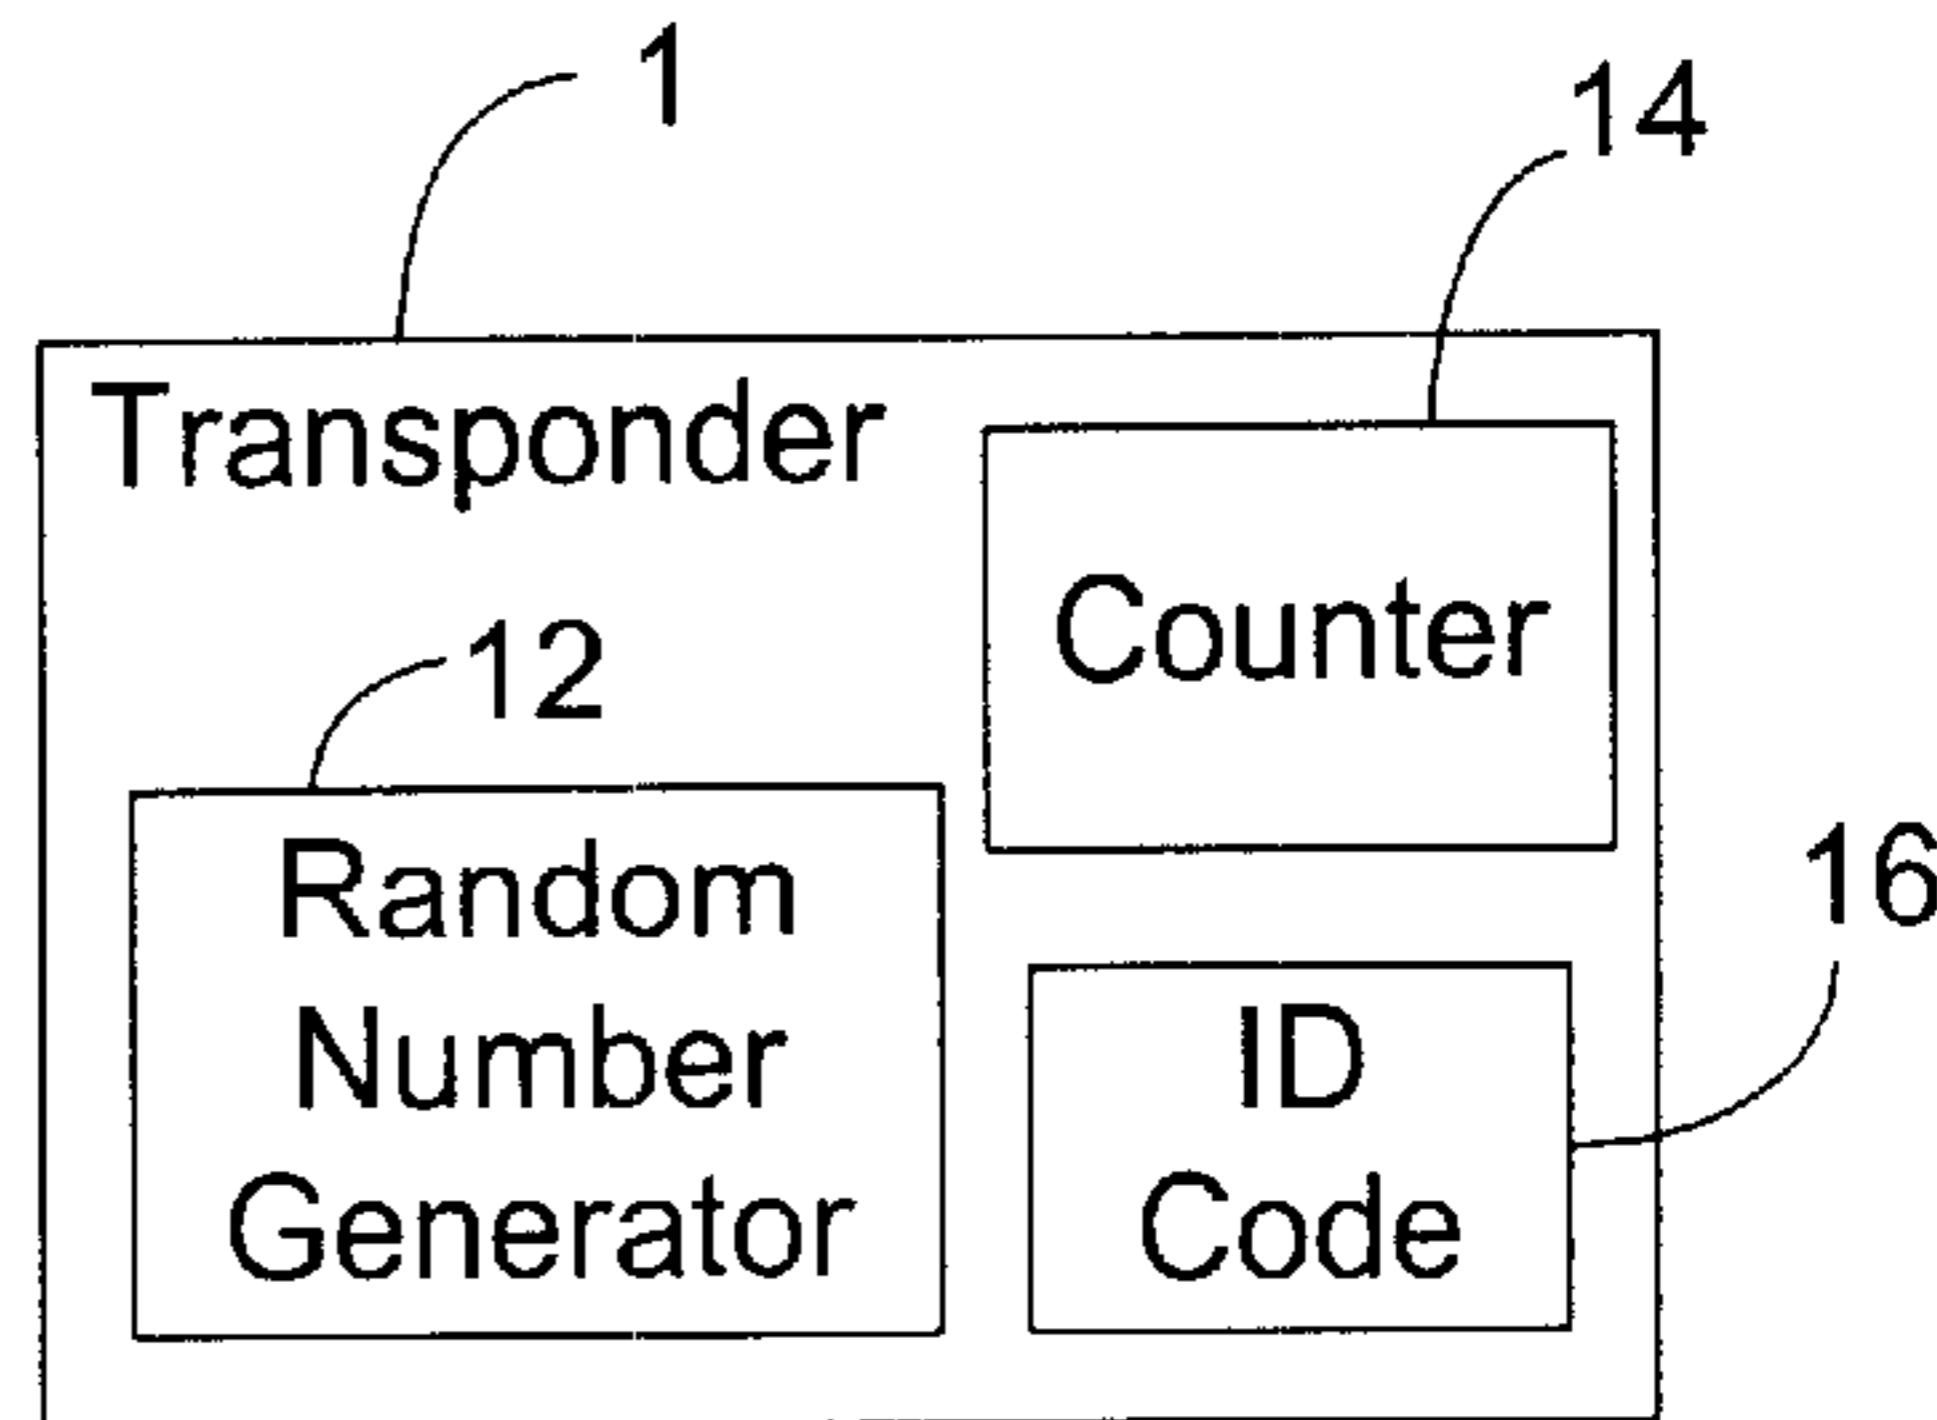 1
14
Transponder
Counter
12
Random
Number
Generator
16
ID
Code